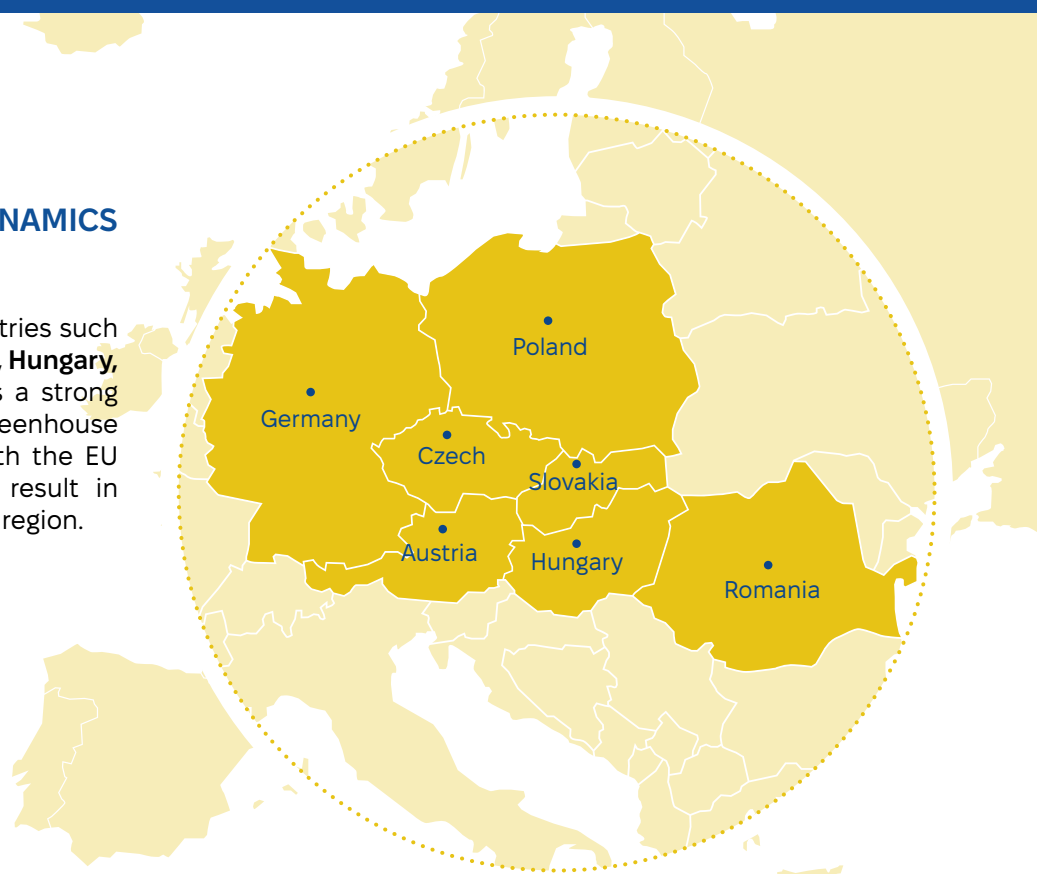 NAMICS
tries such
, Hungary,
s a strong
eenhouse
th the EU
result in
region.
Poland
Germany
Czech
Slovakia
Austria
Hungary
Romania